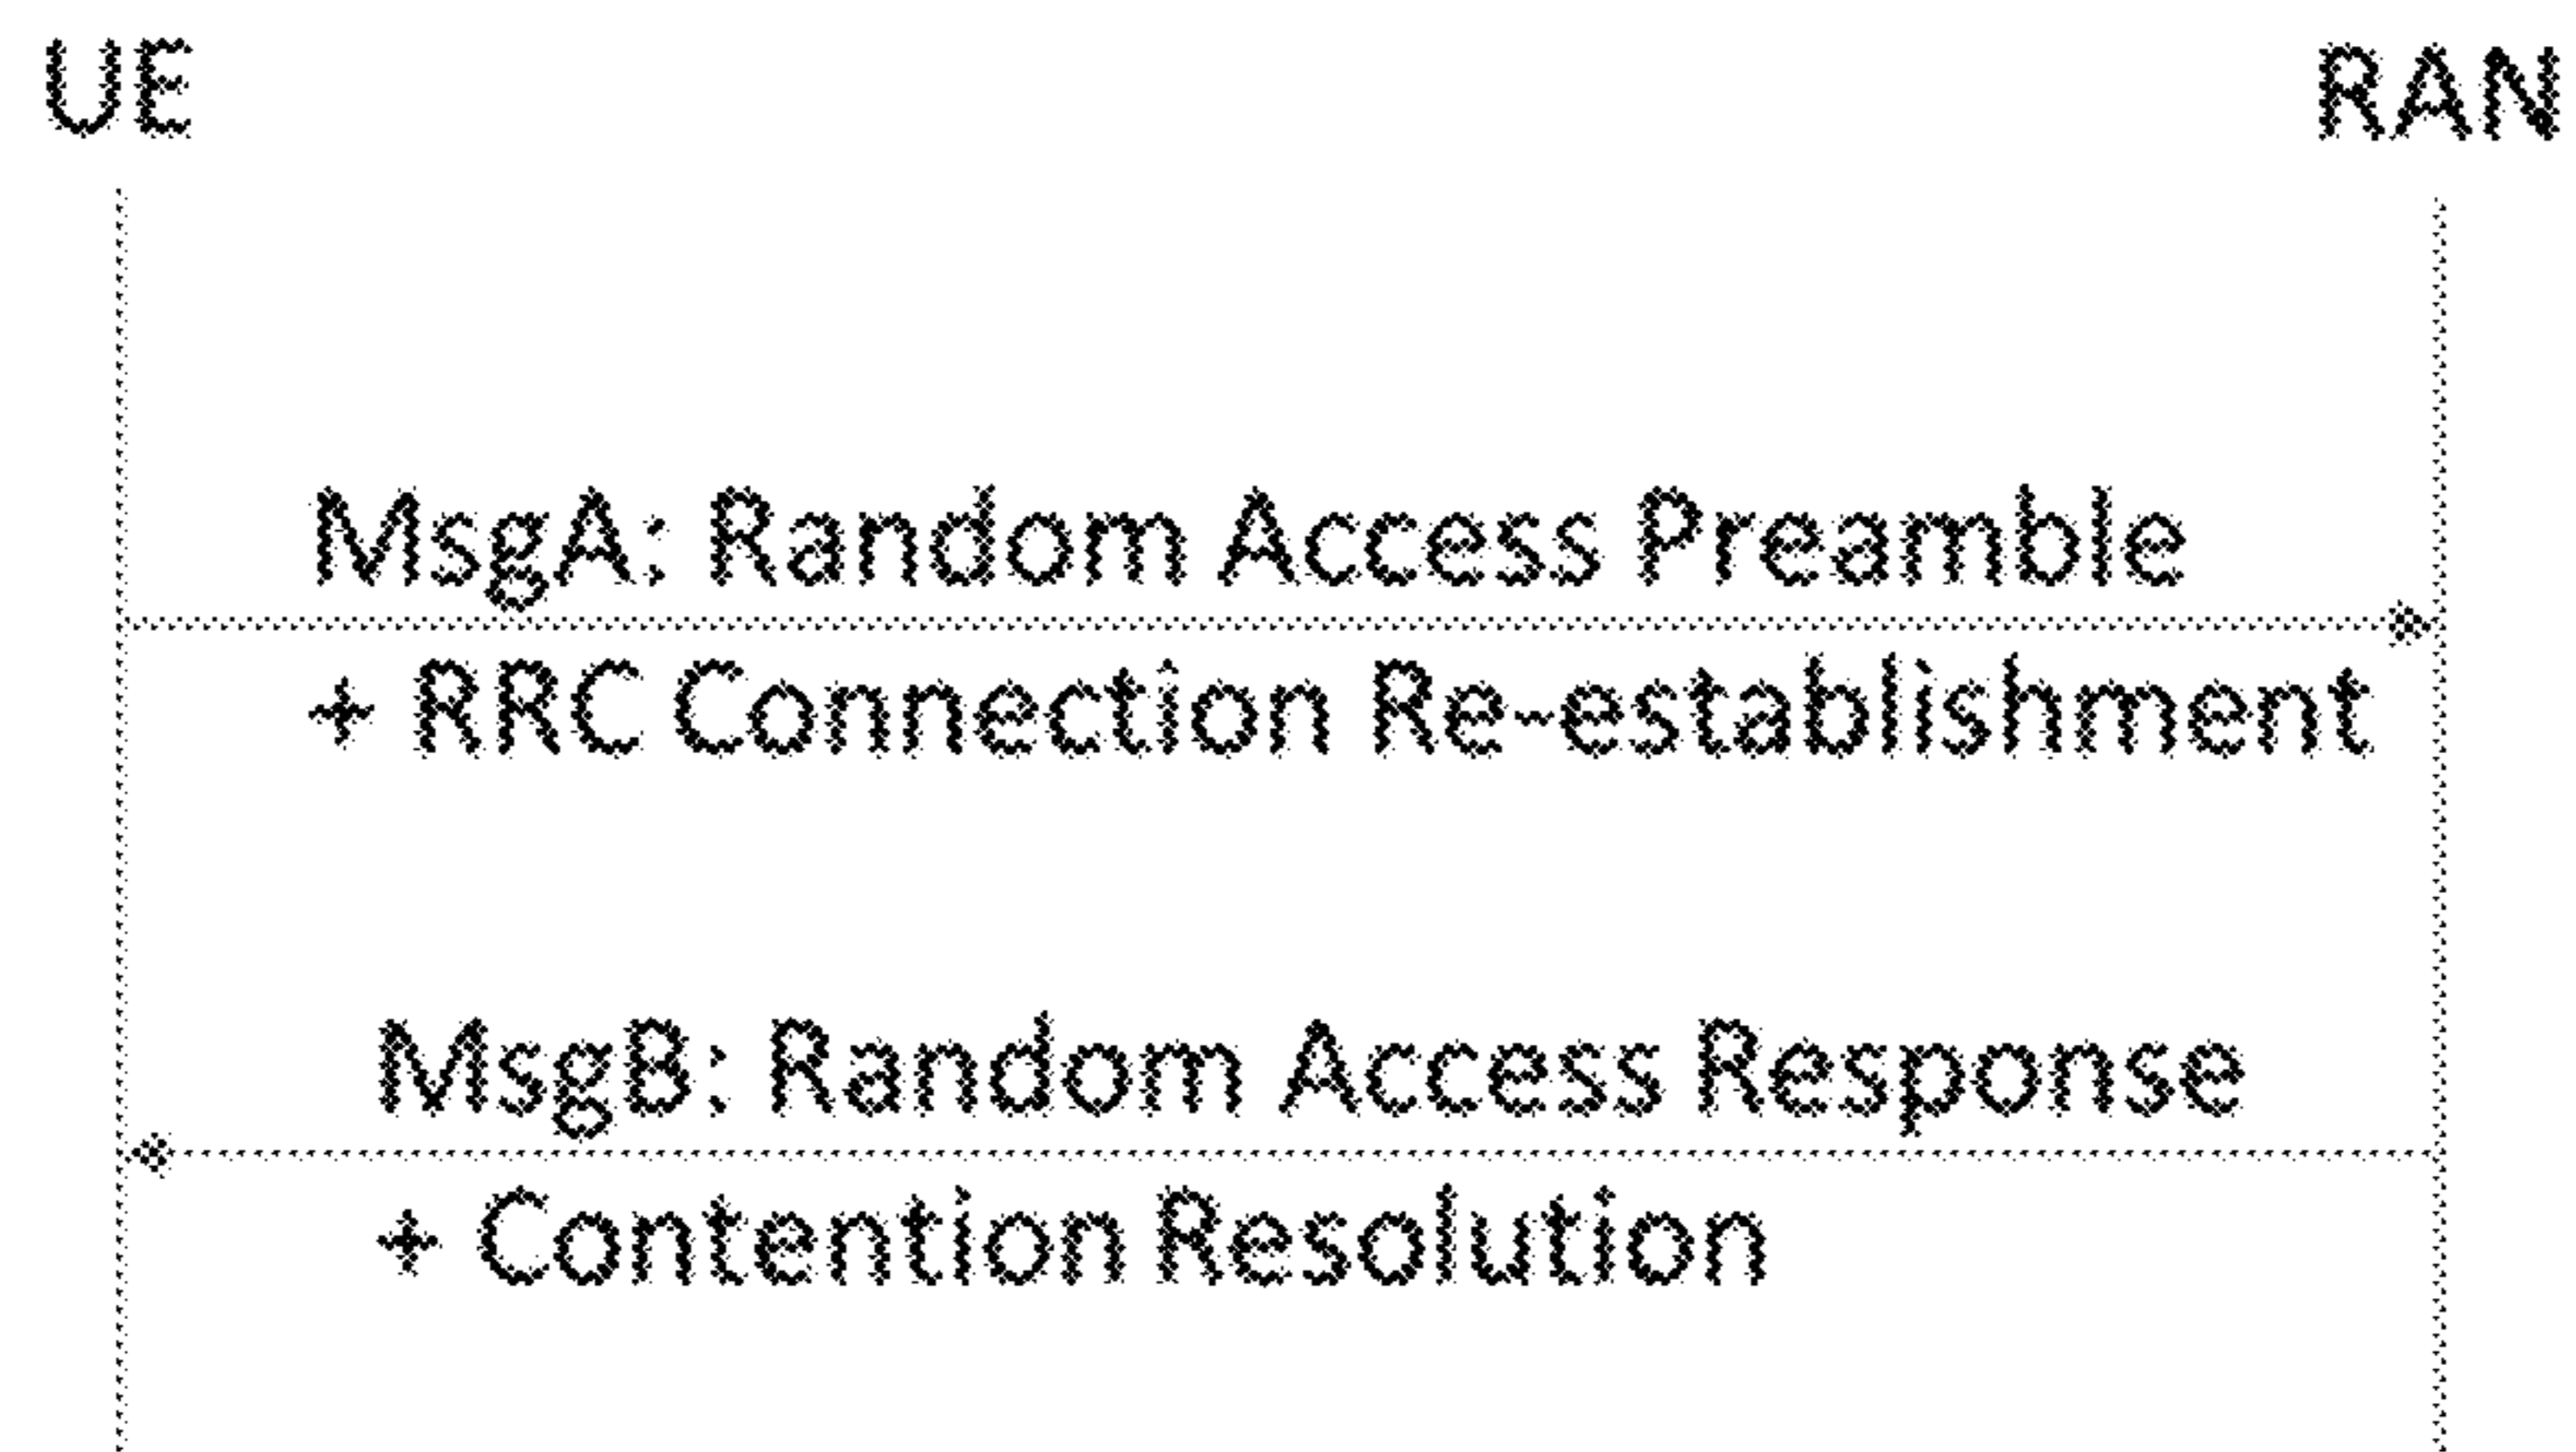 UE RAN
MsgA: Random Access Preamble
+ RRC Connection Re-establishment
MsgB: Random Access Response
+ Contention Resolution